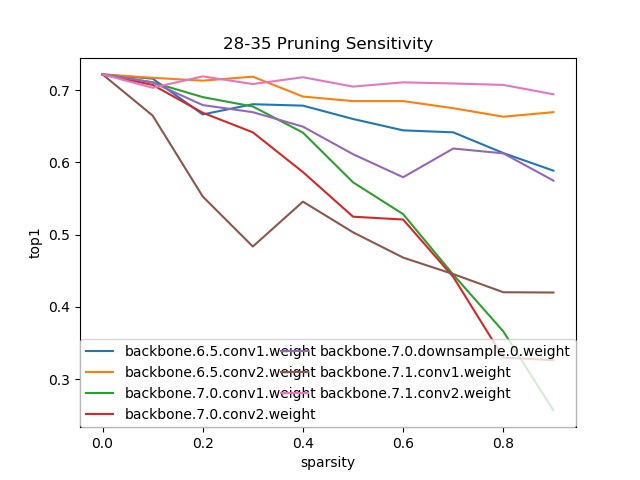 28-35 Pruning Sensitivity
0.7
0.6
0.5
0.4
0.3
top1
backbone.6.5.conv1.weight
backbone.6.5.conv2.weight
backbone.7.0.conv1.weight
backbone.7.0.conv2.weight
backbone.7.0.downsample.0.weight
backbone.7.1.conv1.weight
backbone.7.1.conv2.weight
0.0 0.2 0.4 0.6 0.8
sparsity